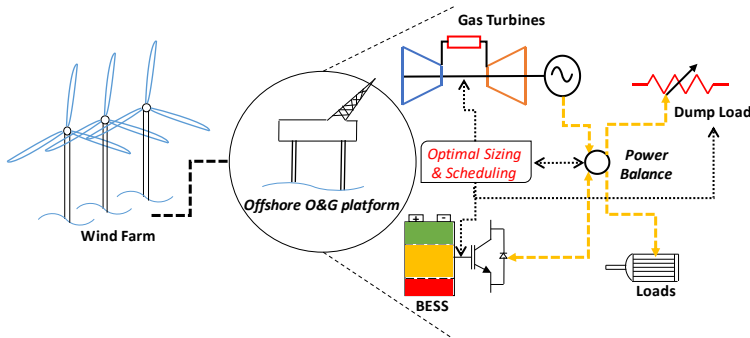 Gas Turbines
Dump Load
Optimal Sizing
& Scheduling
Power
Balance
Offshore O&G platform
Wind Farm
+ -
BESS
Loads